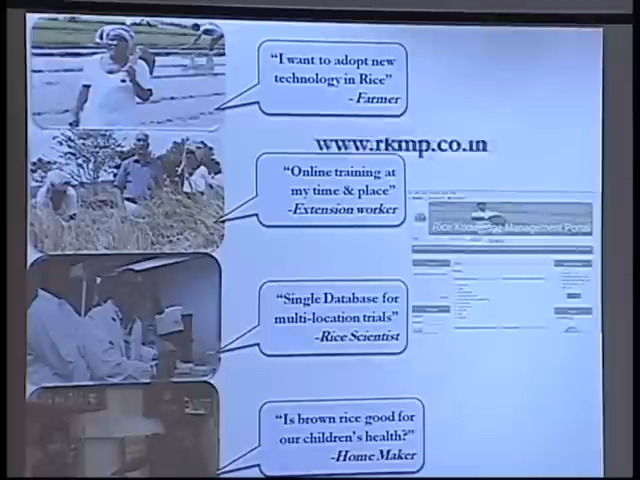 "I want to adopt new
technology in Rice"
- Farmer
www.rkmp.co.in
"Online training at
my time & place"
-Extension worker
Rice Knowledge Management Portal
"Single Database for
multi-location trials"
-Rice Scientist
"Is brown rice good for
our children's health?"
-Home Maker